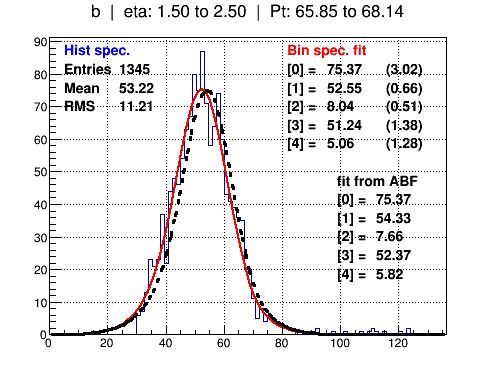 b | eta: 1.50 to 2.50 | Pt: 65.85 to 68.14
Hist spec.
Entries 1345
Mean 53.22
RMS 11.21
Bin spec. fit
[0] = 75.37 (3.02)
[1] = 52.55 (0.66)
[2] = 8.04 (0.51)
[3] = 51.24 (1.38)
[4] = 5.06 (1.28)
fit from ABF
[0] = 75.37
[1] = 54.33
[2] = 7.66
[3] = 52.37
[4] = 5.82
90
80
70
60
50
40
30
20
10
0
0 20 40 60 80 100 120